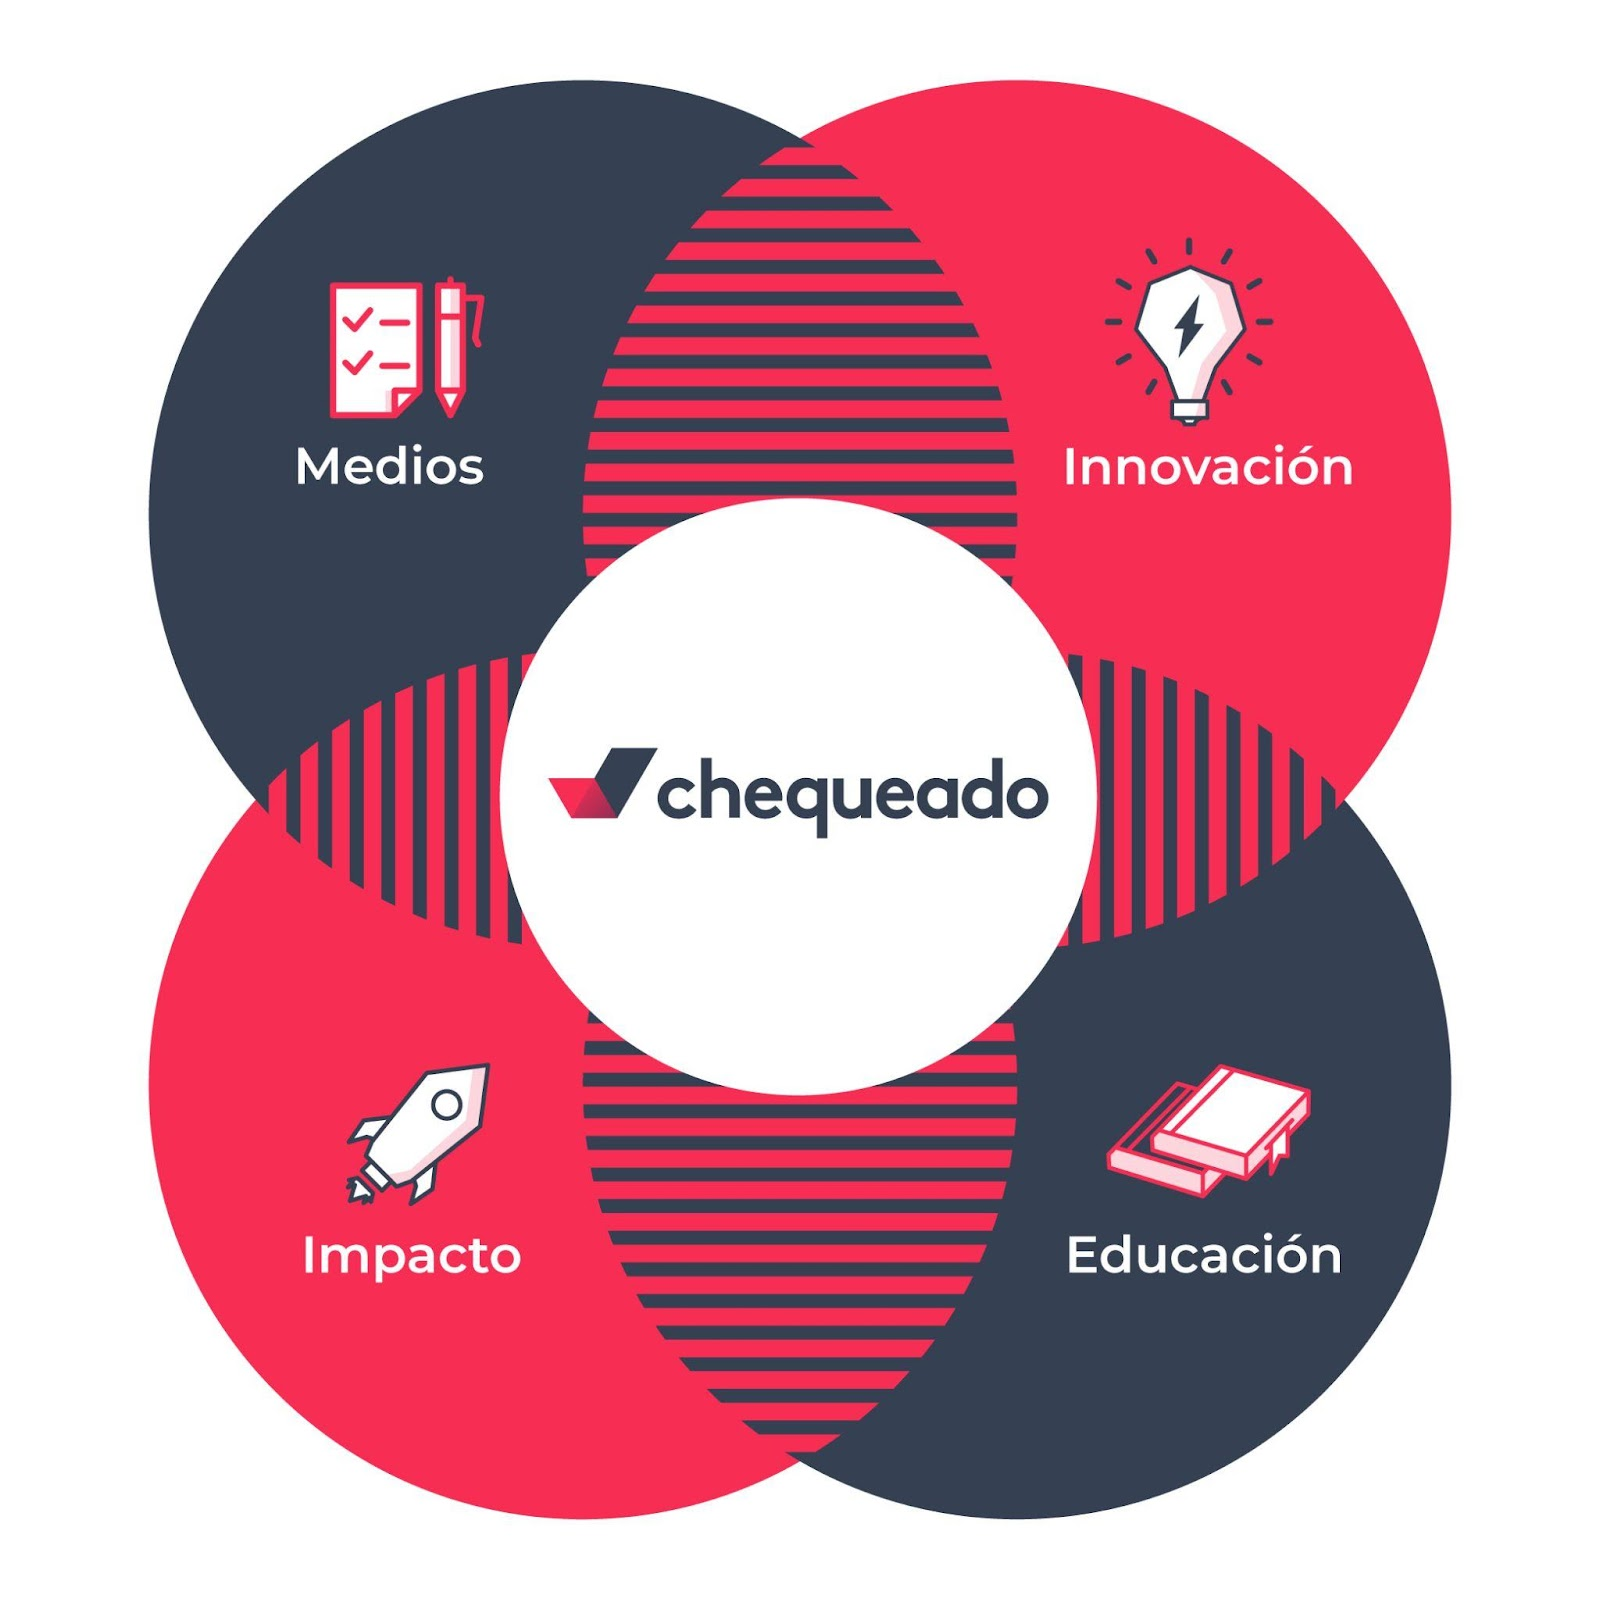 Medios
Innovación
chequeado
Impacto
Educación